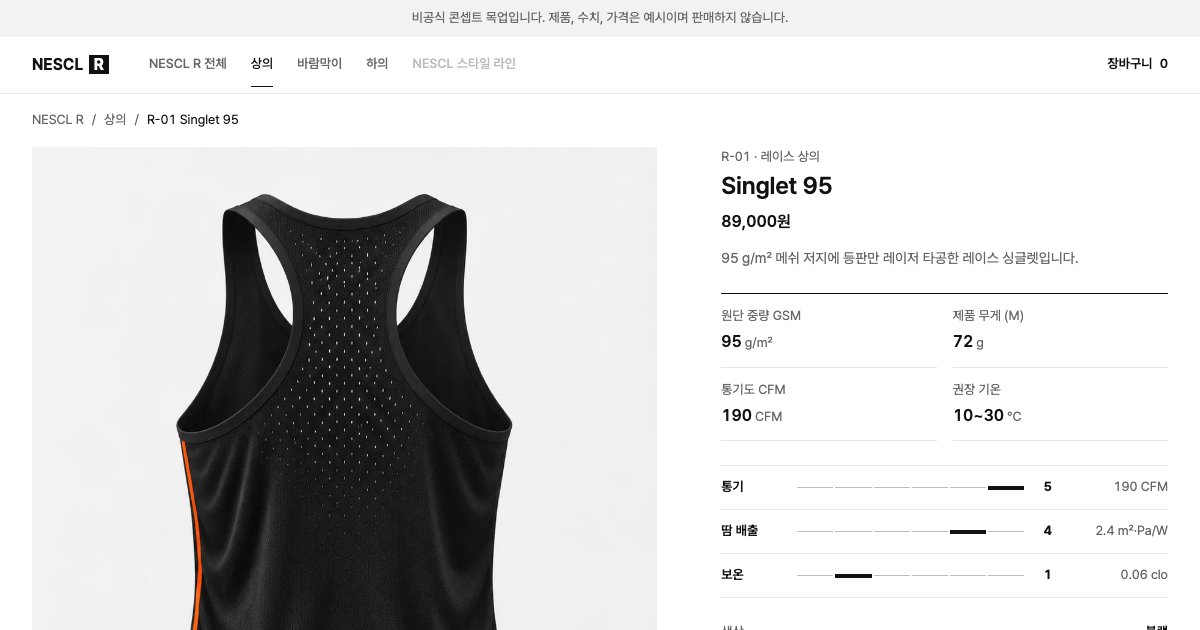 비공식 콘셉트 목업입니다. 제품, 수치, 가격은 예시이며 판매하지 않습니다.
NESCL R
NESCL R 전체
상의
바람막이
하의
NESCL 스타일 라인
장바구니 0
NESCL R / 상의 / R-01 Singlet 95
R-01 · 레이스 상의
Singlet 95
89,000원
95 g/m² 메쉬 저지에 등판만 레이저 타공한 레이스 싱글렛입니다.
원단 중량 GSM
95 g/m²
제품 무게 (M)
72 g
통기도 CFM
190 CFM
권장 기온
10~30 °C
통기 5 190 CFM
땀 배출 4 2.4 m²·Pa/W
보온 1 0.06 clo